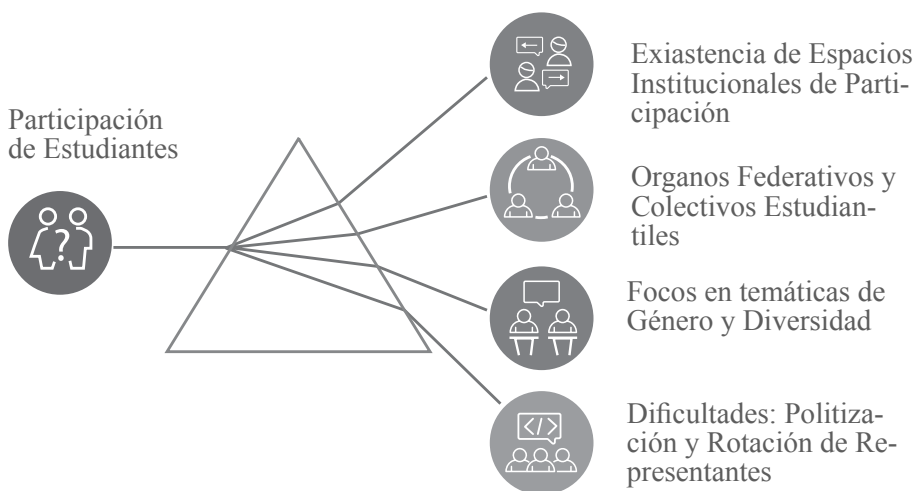 Participación
de Estudiantes
?
Exiastencia de Espacios
Institucionales de Parti-
cipación
Organos Federativos y
Colectivos Estudian-
tiles
Focos en temáticas de
Género y Diversidad
</>
Dificultades: Politiza-
ción y Rotación de Re-
presentantes